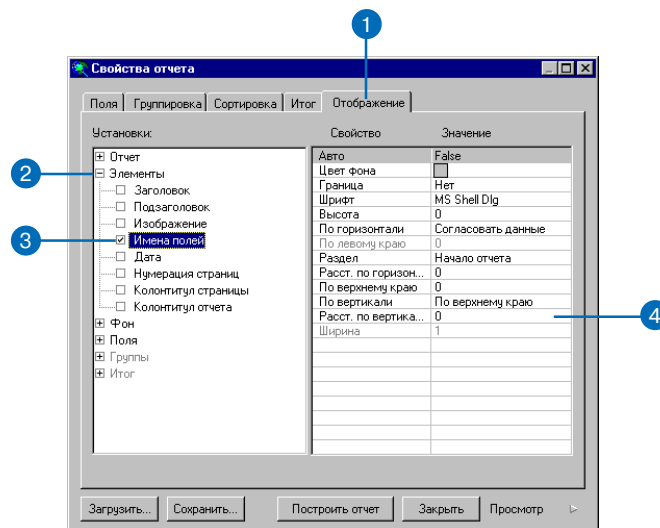 1
Свойства отчета
Поля Группировка Сортировка Итог Отображение
Установки: Свойство Значение
Отчет
Элементы
Заголовок
Подзаголовок
Изображение
Имена полей
Дата
Нумерация страниц
Колонтитул страницы
Колонтитул отчета
Фон
Поля
Группы
Итог
2
3
Авто False
Цвет фона
Граница Нет
Шрифт MS Shell Dlg
Высота 0
По горизонтали Согласовать данные
По левому краю 0
Раздел Начало отчета
Расст. по горизон... 0
По верхнему краю 0
По вертикали По верхнему краю
Расст. по вертика... 0
Ширина 1
4
Загрузить... Сохранить... Построить отчет Закрыть Просмотр